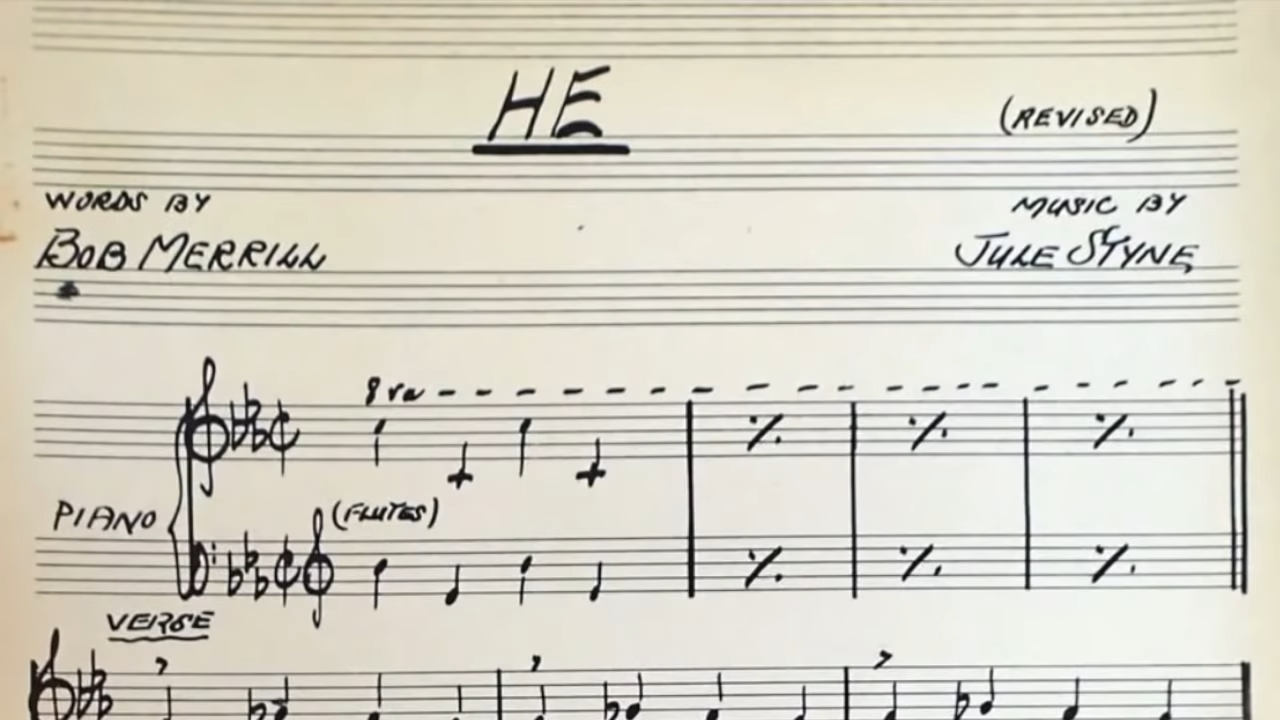 HE
(REVISED)
WORDS BY
MUSIC BY
BOB MERRILL
JULE STYNE
8va
PIANO
(FLUTES)
VERSE